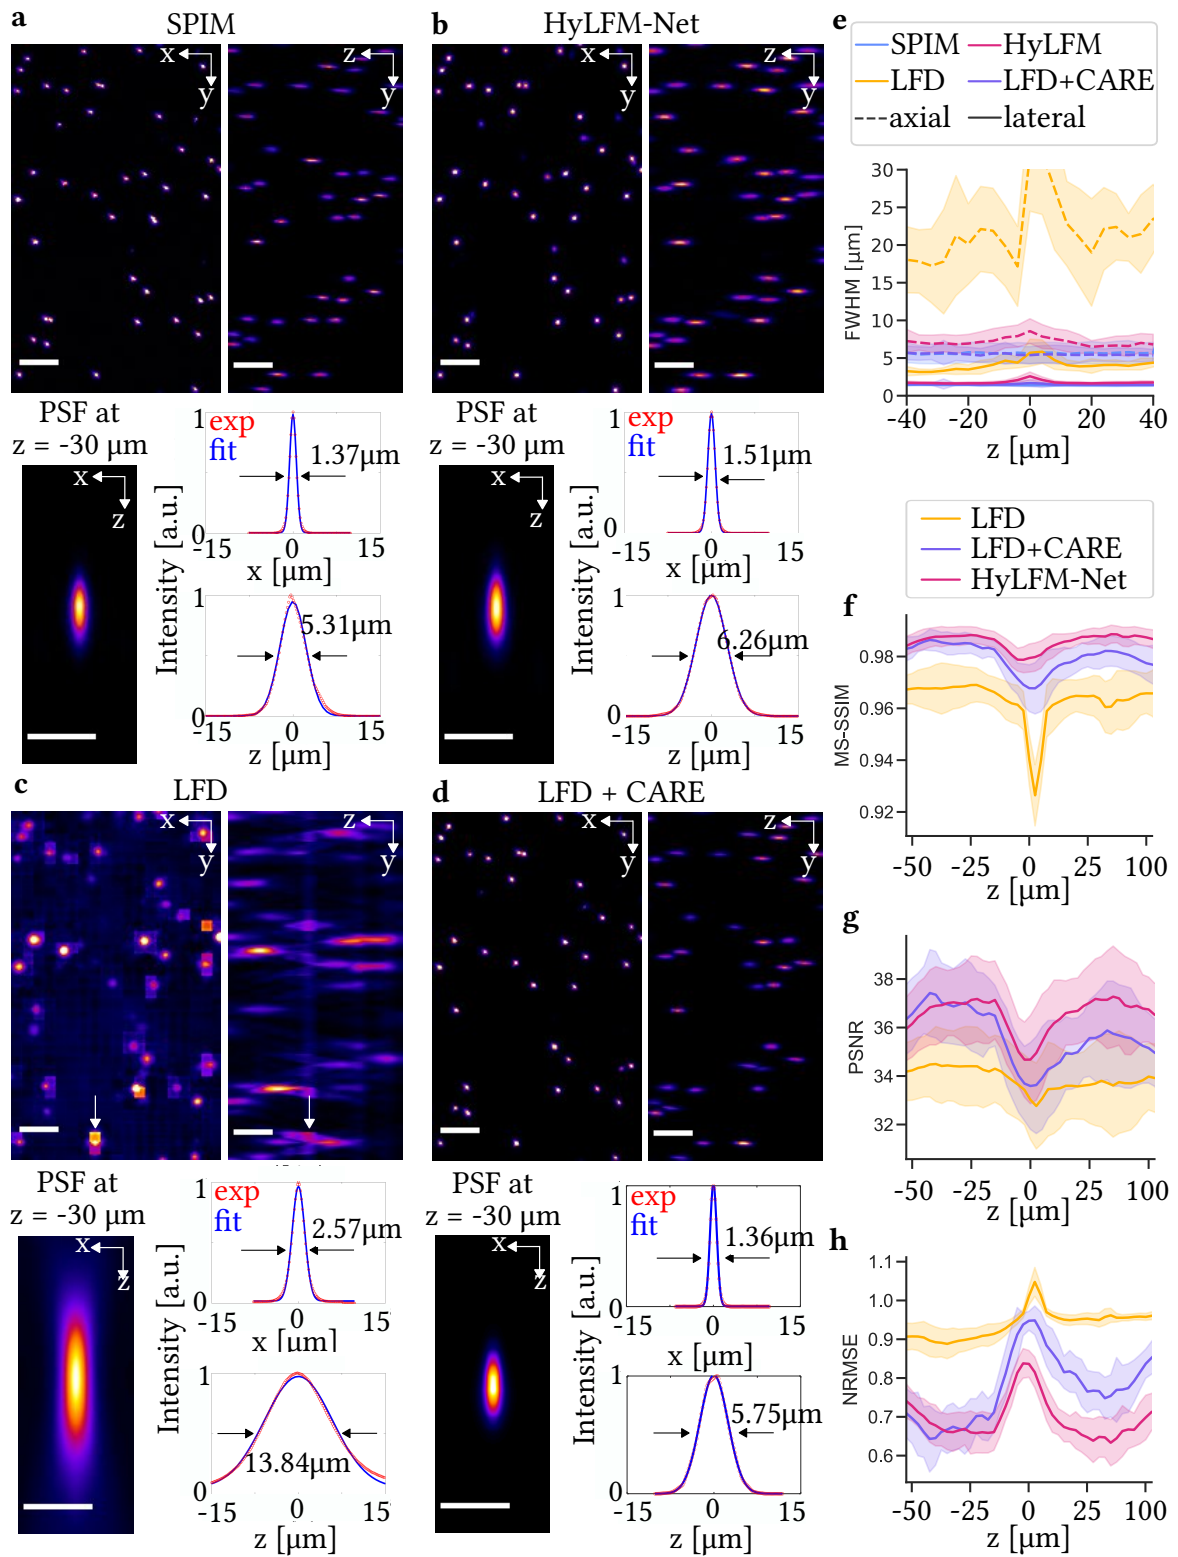 a
SPIM
x
y
z
y
PSF at
z = -30 µm
x
z
exp
fit
1.37µm
0
-15 0 15
x [µm]
Intensity [a.u.]
1
5.31µm
0
-15 0 15
z [µm]
b
HyLFM-Net
x
y
z
y
PSF at
z = -30 µm
x
z
exp
fit
1.51µm
0
-15 0 15
x [µm]
Intensity [a.u.]
1
6.26µm
0
-15 0 15
z [µm]
c
LFD
x
y
z
y
PSF at
z = -30 µm
x
z
1
exp
fit
2.57µm
0
-15 0 15
x [µm]
Intensity [a.u.]
1
13.84µm
0
-15 0 15
z [µm]
d
LFD + CARE
x
y
z
y
PSF at
z = -30 µm
x
z
1
exp
fit
1.36µm
0
-15 0 15
x [µm]
Intensity [a.u.]
1
5.75µm
0
-15 0 15
z [µm]
e
SPIM HyLFM
LFD LFD+CARE
axial lateral
FWHM [µm]
30
25
20
15
10
5
0
-40 -20 0 20 40
z [µm]
LFD
LFD+CARE
HyLFM-Net
f
MS-SSIM
0.98
0.96
0.94
0.92
-50 -25 0 25 100
z [µm]
g
PSNR
38
36
34
32
-50 -25 0 25 100
z [µm]
h
NRMSE
1.1
1.0
0.9
0.8
0.7
0.6
-50 -25 0 25 100
z [µm]